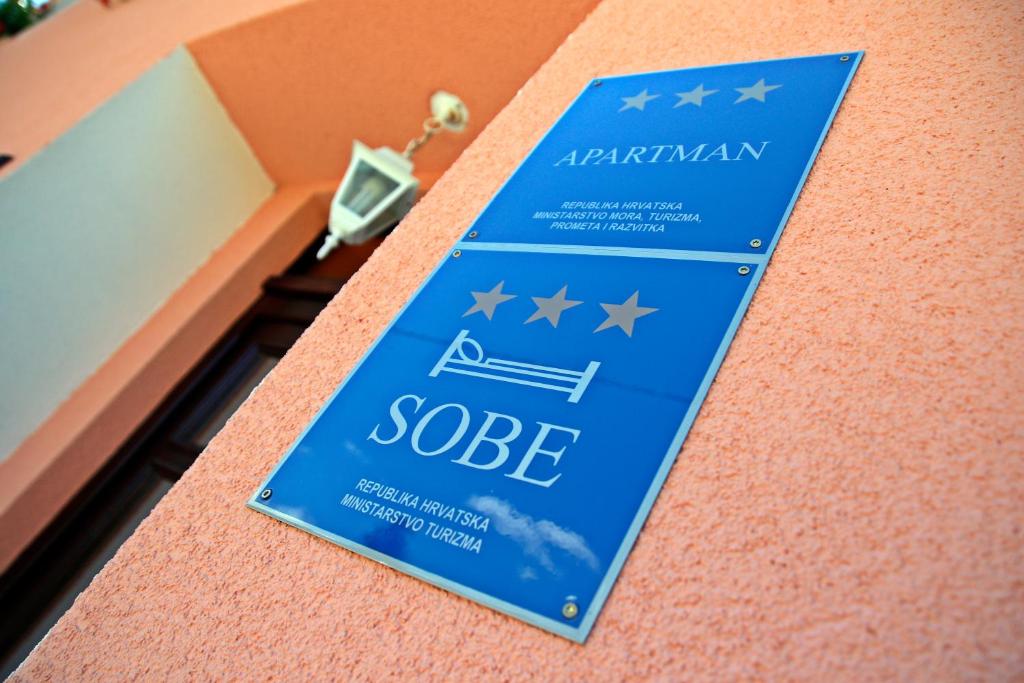 APARTMAN
REPUBLIKA HRVATSKA
MINISTARSTVO MORA, TURIZMA,
PROMETA I RAZVITKA
SOBE
REPUBLIKA HRVATSKA
MINISTARSTVO TURIZMA